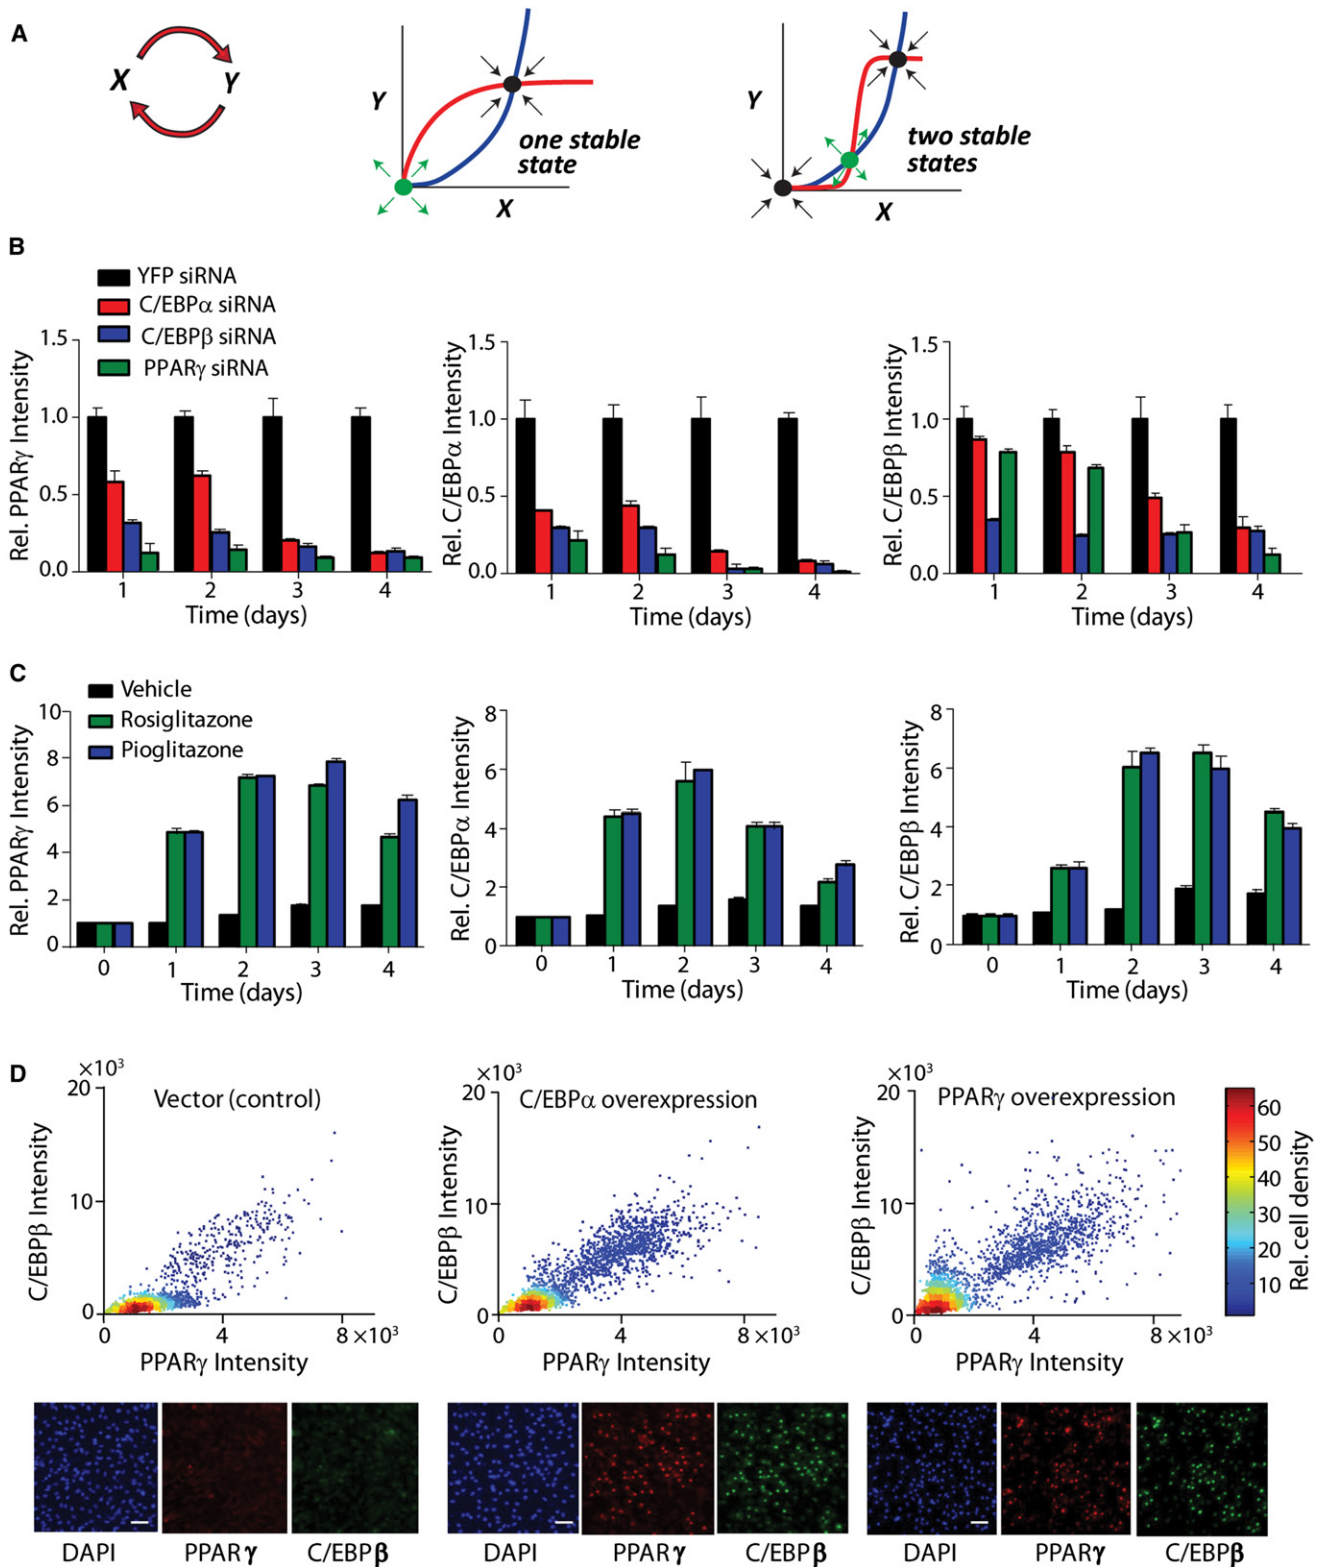 A
X
Y
Y
one stable
state
X
Y
two stable
states
X
B
YFP siRNA
C/EBPα siRNA
C/EBPβ siRNA
PPARγ siRNA
Rel. PPARγ Intensity
1.5
1.0
0.5
0.0
1 2 3 4
Time (days)
Rel. C/EBPα Intensity
1.5
1.0
0.5
0.0
1 2 3 4
Time (days)
Rel. C/EBPβ Intensity
1.5
1.0
0.5
0.0
1 2 3 4
Time (days)
C
Vehicle
Rosiglitazone
Pioglitazone
Rel. PPARγ Intensity
10
8
6
4
2
0
0 1 2 3 4
Time (days)
Rel. C/EBPα Intensity
8
6
4
2
0
0 1 2 3 4
Time (days)
Rel. C/EBPβ Intensity
8
6
4
2
0
0 1 2 3 4
Time (days)
D
×10³
20
10
0
C/EBPβ Intensity
Vector (control)
0 4 8 ×10³
PPARγ Intensity
×10³
20
10
0
C/EBPβ Intensity
C/EBPα overexpression
0 4 8 ×10³
PPARγ Intensity
×10³
20
10
0
C/EBPβ Intensity
PPARγ overexpression
0 4 8 ×10³
PPARγ Intensity
60
50
40
30
20
10
Rel. cell density
DAPI PPAR γ C/EBP β
DAPI PPAR γ C/EBP β
DAPI PPAR γ C/EBP β